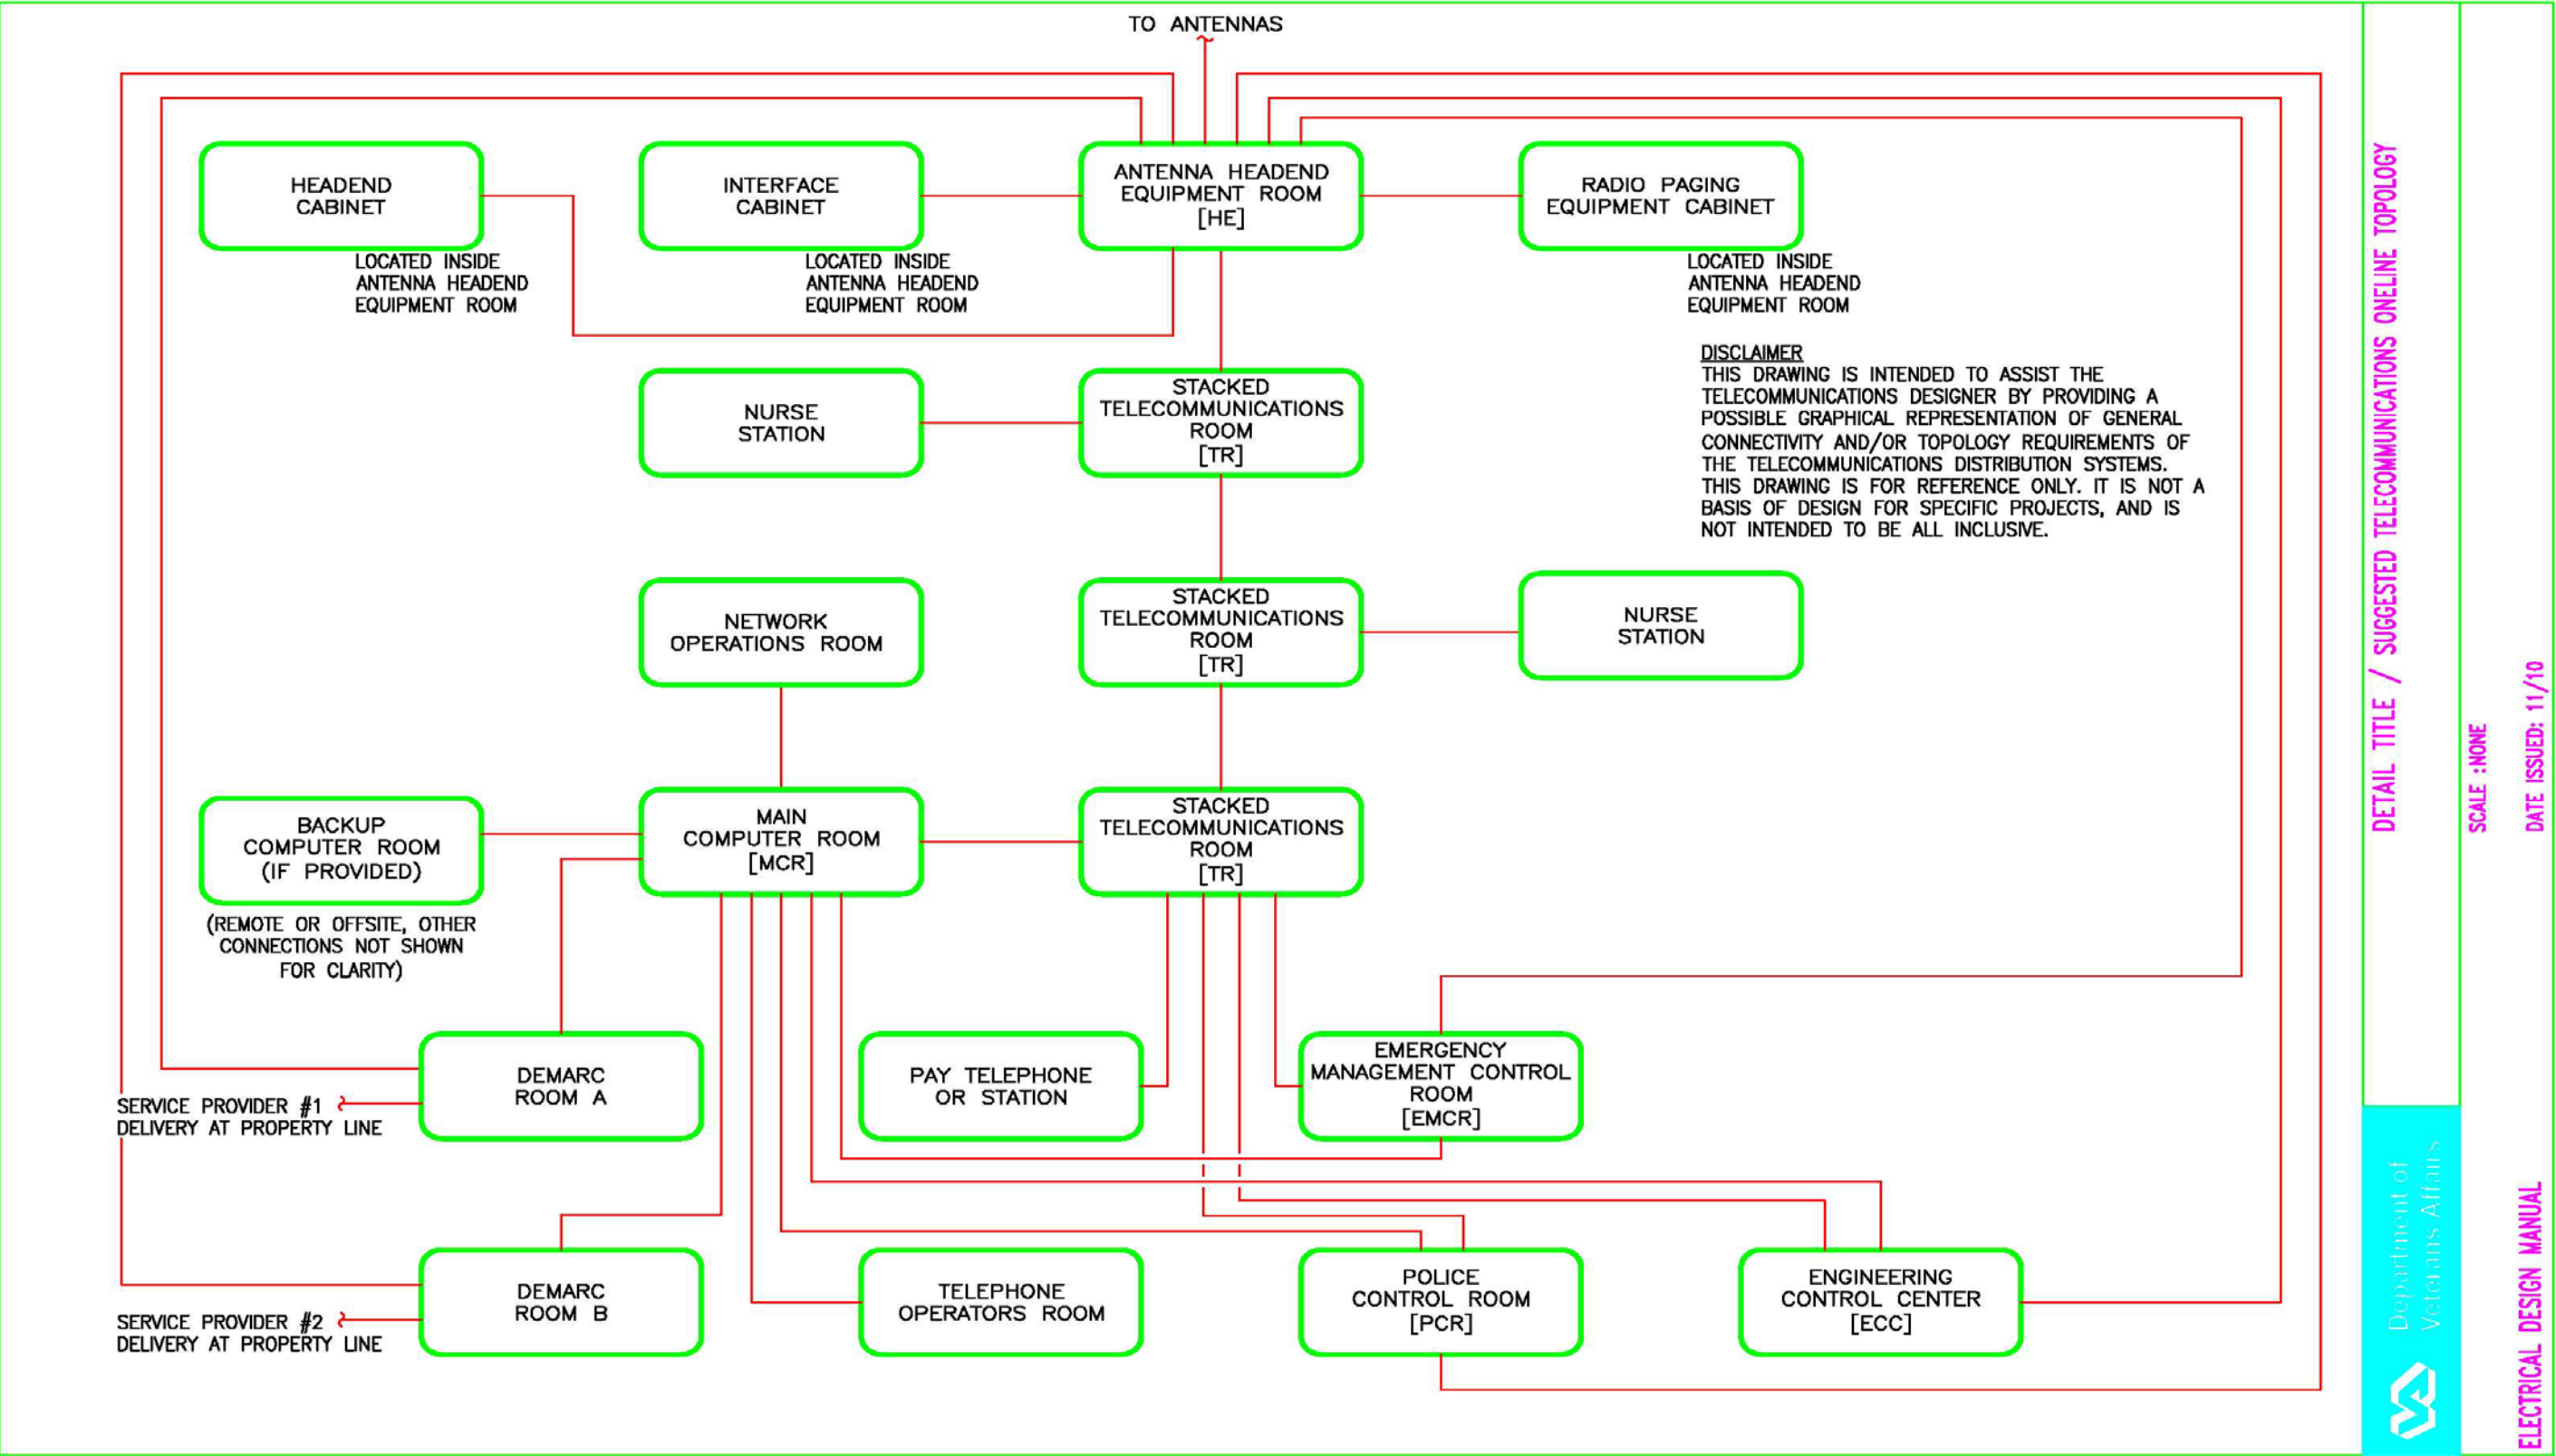 TO ANTENNAS
HEADEND
CABINET
LOCATED INSIDE
ANTENNA HEADEND
EQUIPMENT ROOM
INTERFACE
CABINET
LOCATED INSIDE
ANTENNA HEADEND
EQUIPMENT ROOM
ANTENNA HEADEND
EQUIPMENT ROOM
[HE]
RADIO PAGING
EQUIPMENT CABINET
LOCATED INSIDE
ANTENNA HEADEND
EQUIPMENT ROOM
DISCLAIMER
THIS DRAWING IS INTENDED TO ASSIST THE
TELECOMMUNICATIONS DESIGNER BY PROVIDING A
POSSIBLE GRAPHICAL REPRESENTATION OF GENERAL
CONNECTIVITY AND/OR TOPOLOGY REQUIREMENTS OF
THE TELECOMMUNICATIONS DISTRIBUTION SYSTEMS.
THIS DRAWING IS FOR REFERENCE ONLY. IT IS NOT A
BASIS OF DESIGN FOR SPECIFIC PROJECTS, AND IS
NOT INTENDED TO BE ALL INCLUSIVE.
NURSE
STATION
STACKED
TELECOMMUNICATIONS
ROOM
[TR]
NETWORK
OPERATIONS ROOM
STACKED
TELECOMMUNICATIONS
ROOM
[TR]
NURSE
STATION
BACKUP
COMPUTER ROOM
(IF PROVIDED)
(REMOTE OR OFFSITE, OTHER
CONNECTIONS NOT SHOWN
FOR CLARITY)
MAIN
COMPUTER ROOM
[MCR]
STACKED
TELECOMMUNICATIONS
ROOM
[TR]
SERVICE PROVIDER #1
DELIVERY AT PROPERTY LINE
DEMARC
ROOM A
PAY TELEPHONE
OR STATION
EMERGENCY
MANAGEMENT CONTROL
ROOM
[EMCR]
SERVICE PROVIDER #2
DELIVERY AT PROPERTY LINE
DEMARC
ROOM B
TELEPHONE
OPERATORS ROOM
POLICE
CONTROL ROOM
[PCR]
ENGINEERING
CONTROL CENTER
[ECC]
DETAIL TITLE / SUGGESTED TELECOMMUNICATIONS ONELINE TOPOLOGY
SCALE :NONE
DATE ISSUED: 11/10
Department of
Veterans Affairs
ELECTRICAL DESIGN MANUAL